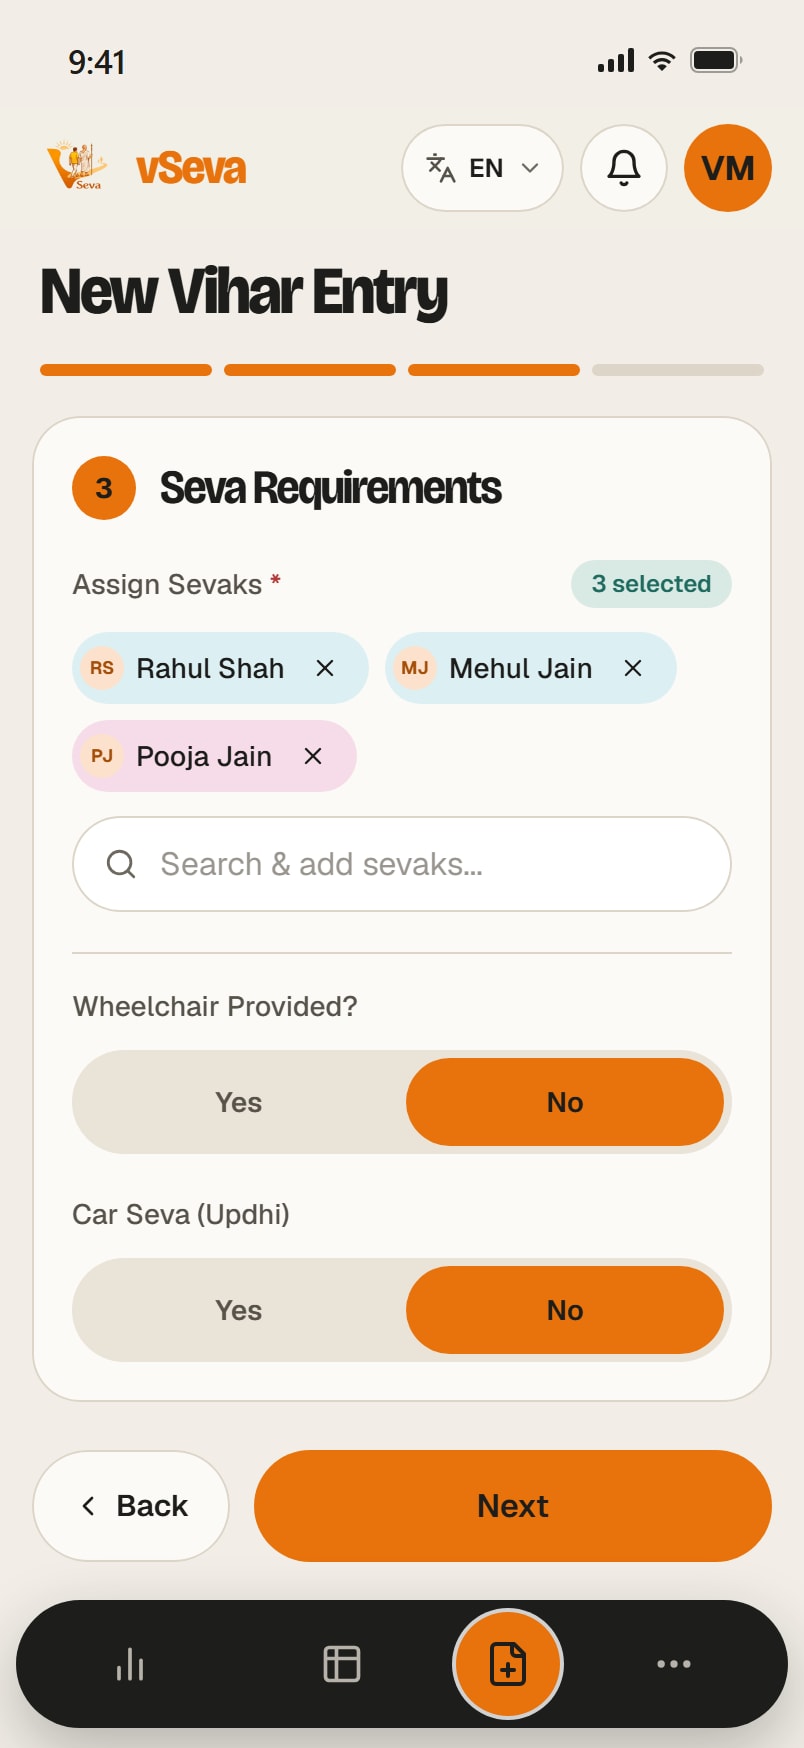 9:41
Seva
vSeva
EN
VM
New Vihar Entry
3
Seva Requirements
Assign Sevaks *
3 selected
RS Rahul Shah
MJ Mehul Jain
PJ Pooja Jain
Search & add sevaks...
Wheelchair Provided?
Yes No
Car Seva (Updhi)
Yes No
Back
Next